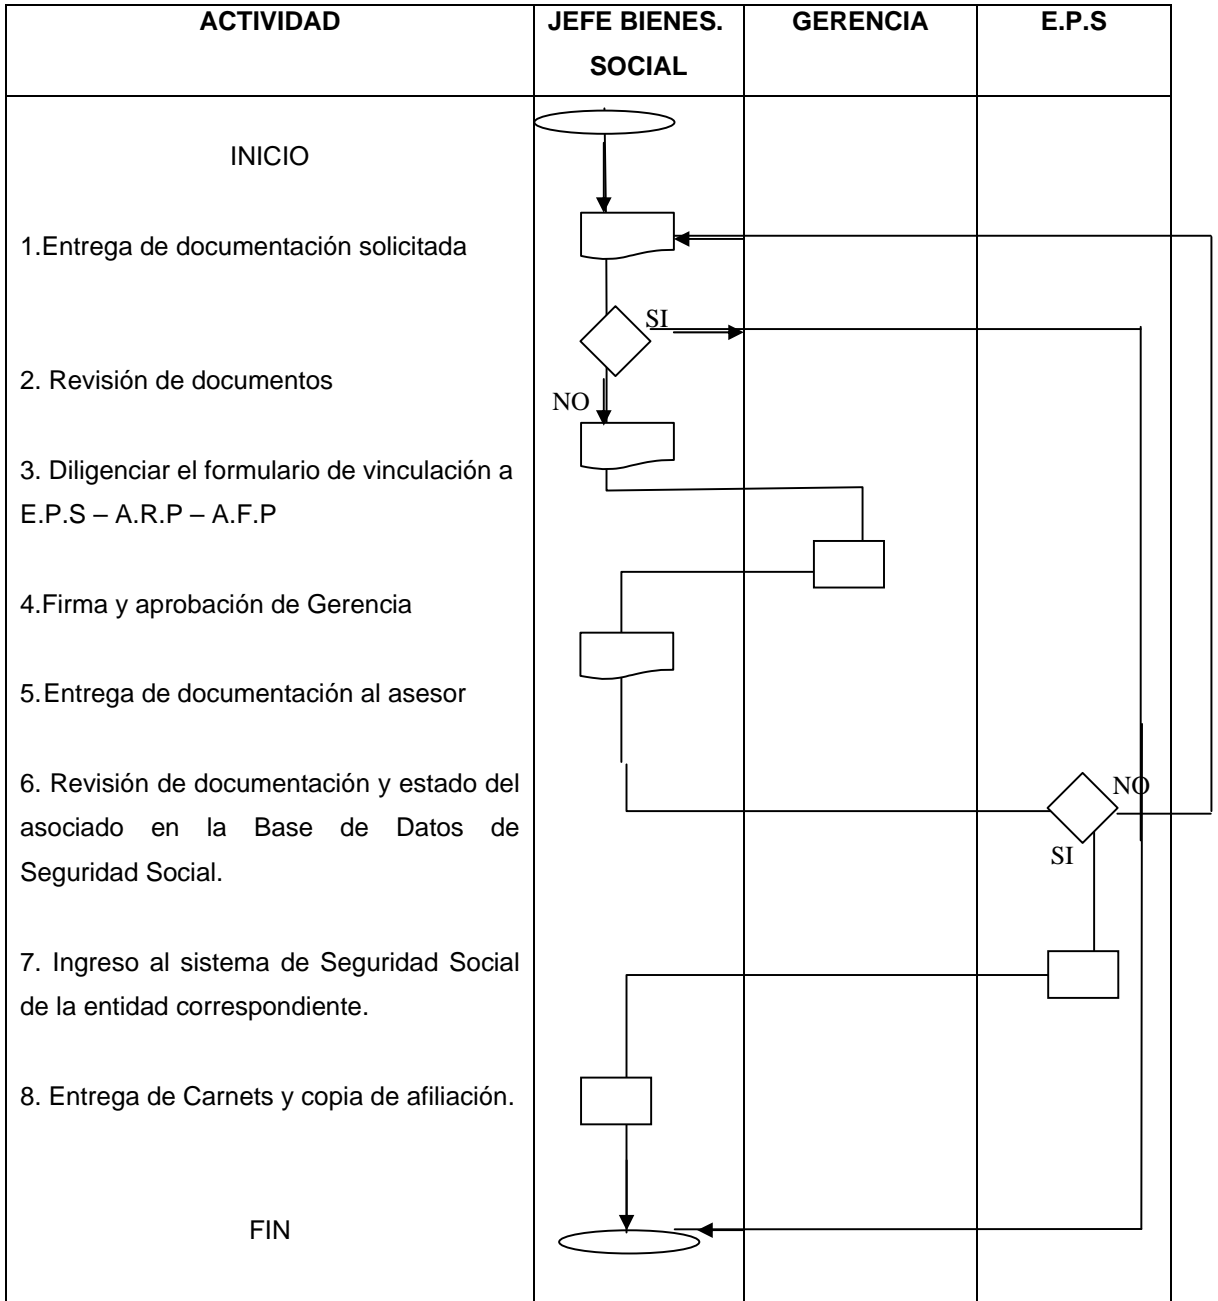 ACTIVIDAD
JEFE BIENES.
SOCIAL
GERENCIA
E.P.S
INICIO
1.Entrega de documentación solicitada
SI
2. Revisión de documentos
NO
3. Diligenciar el formulario de vinculación a
E.P.S – A.R.P – A.F.P
4.Firma y aprobación de Gerencia
5.Entrega de documentación al asesor
6. Revisión de documentación y estado del
asociado en la Base de Datos de
Seguridad Social.
NO
SI
7. Ingreso al sistema de Seguridad Social
de la entidad correspondiente.
8. Entrega de Carnets y copia de afiliación.
FIN